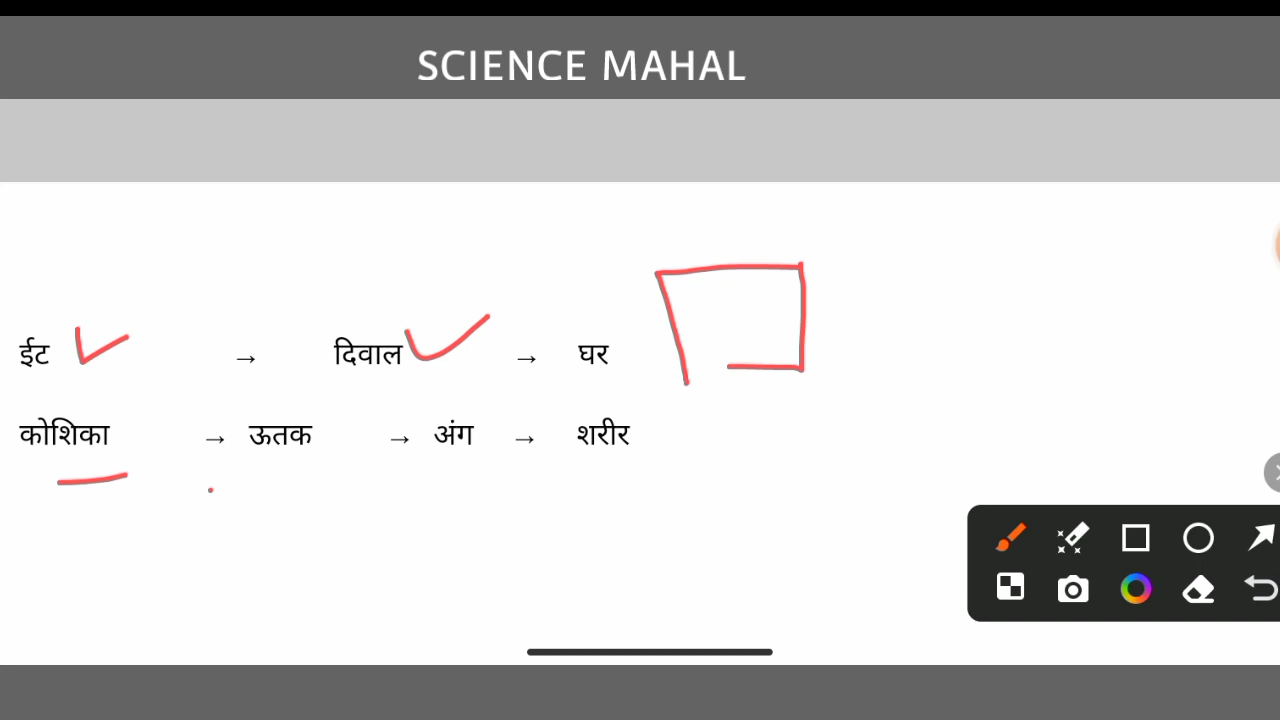 SCIENCE MAHAL
ईट → दिवाल → घर
कोशिका → ऊतक → अंग → शरीर